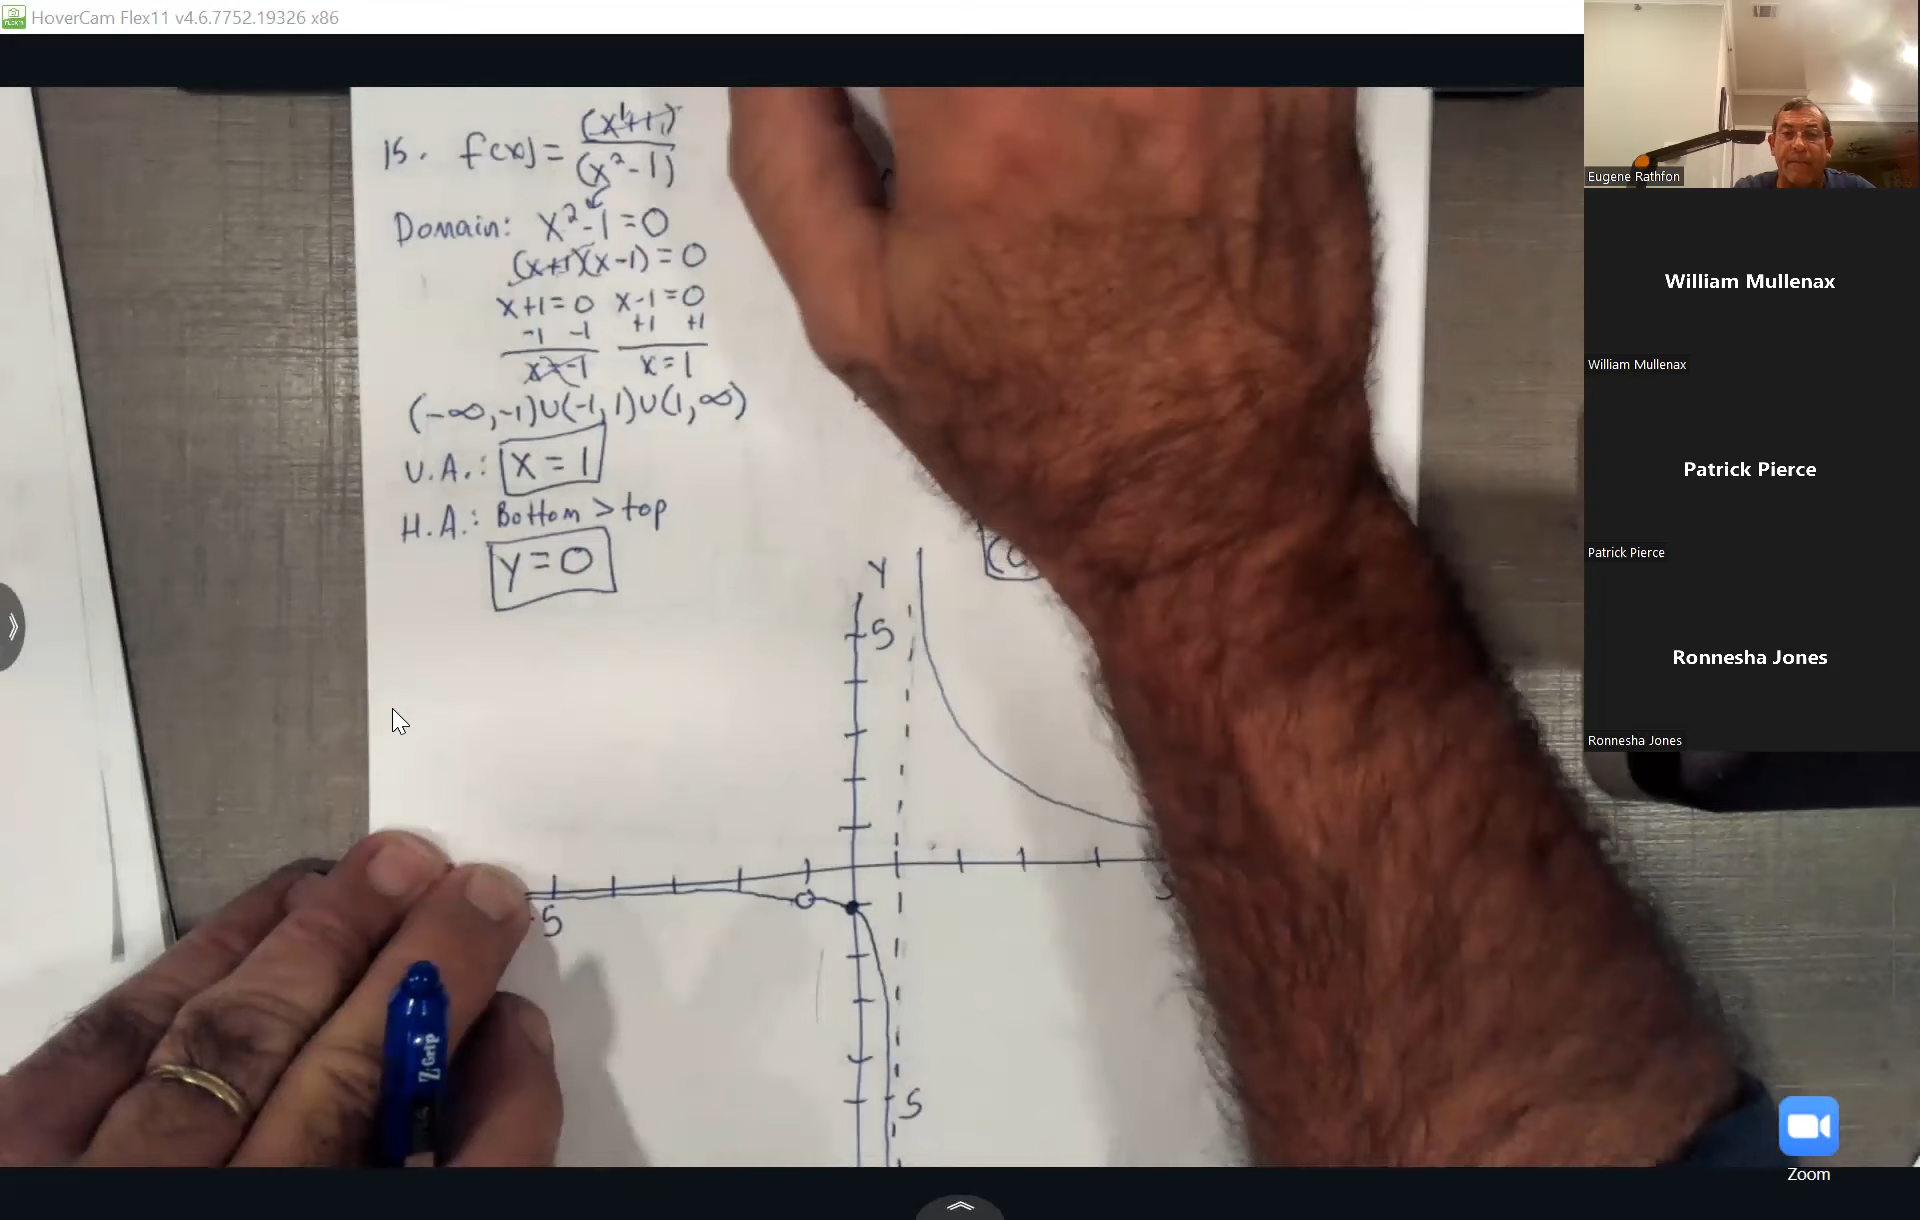 HoverCam Flex11 v4.6.7752.19326 x86
15. f(x) = (x¹+1) / (x²-1)
Domain: x²-1=0
(x+1)(x-1)=0
x+1=0 x-1=0
-1 -1 +1 +1
x=-1 x=1
(-∞,-1)∪(-1,1)∪(1,∞)
V.A.: x=1
H.A.: Bottom > top
y=0
Y
5
-5
5
Z-Grip
Eugene Rathfon
William Mullenax
William Mullenax
Patrick Pierce
Patrick Pierce
Ronnesha Jones
Ronnesha Jones
Zoom